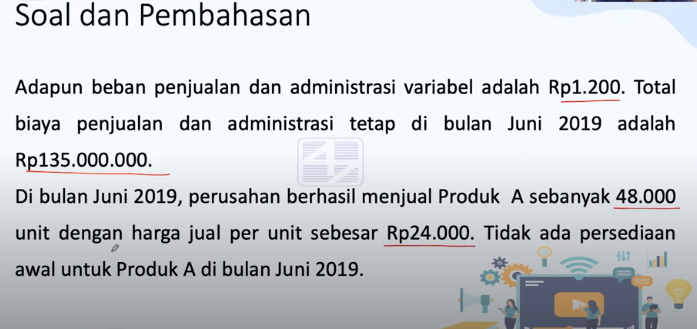 Soal dan Pembahasan
Adapun beban penjualan dan administrasi variabel adalah Rp1.200. Total
biaya penjualan dan administrasi tetap di bulan Juni 2019 adalah
Rp135.000.000.
Di bulan Juni 2019, perusahan berhasil menjual Produk A sebanyak 48.000
unit dengan harga jual per unit sebesar Rp24.000. Tidak ada persediaan
awal untuk Produk A di bulan Juni 2019.